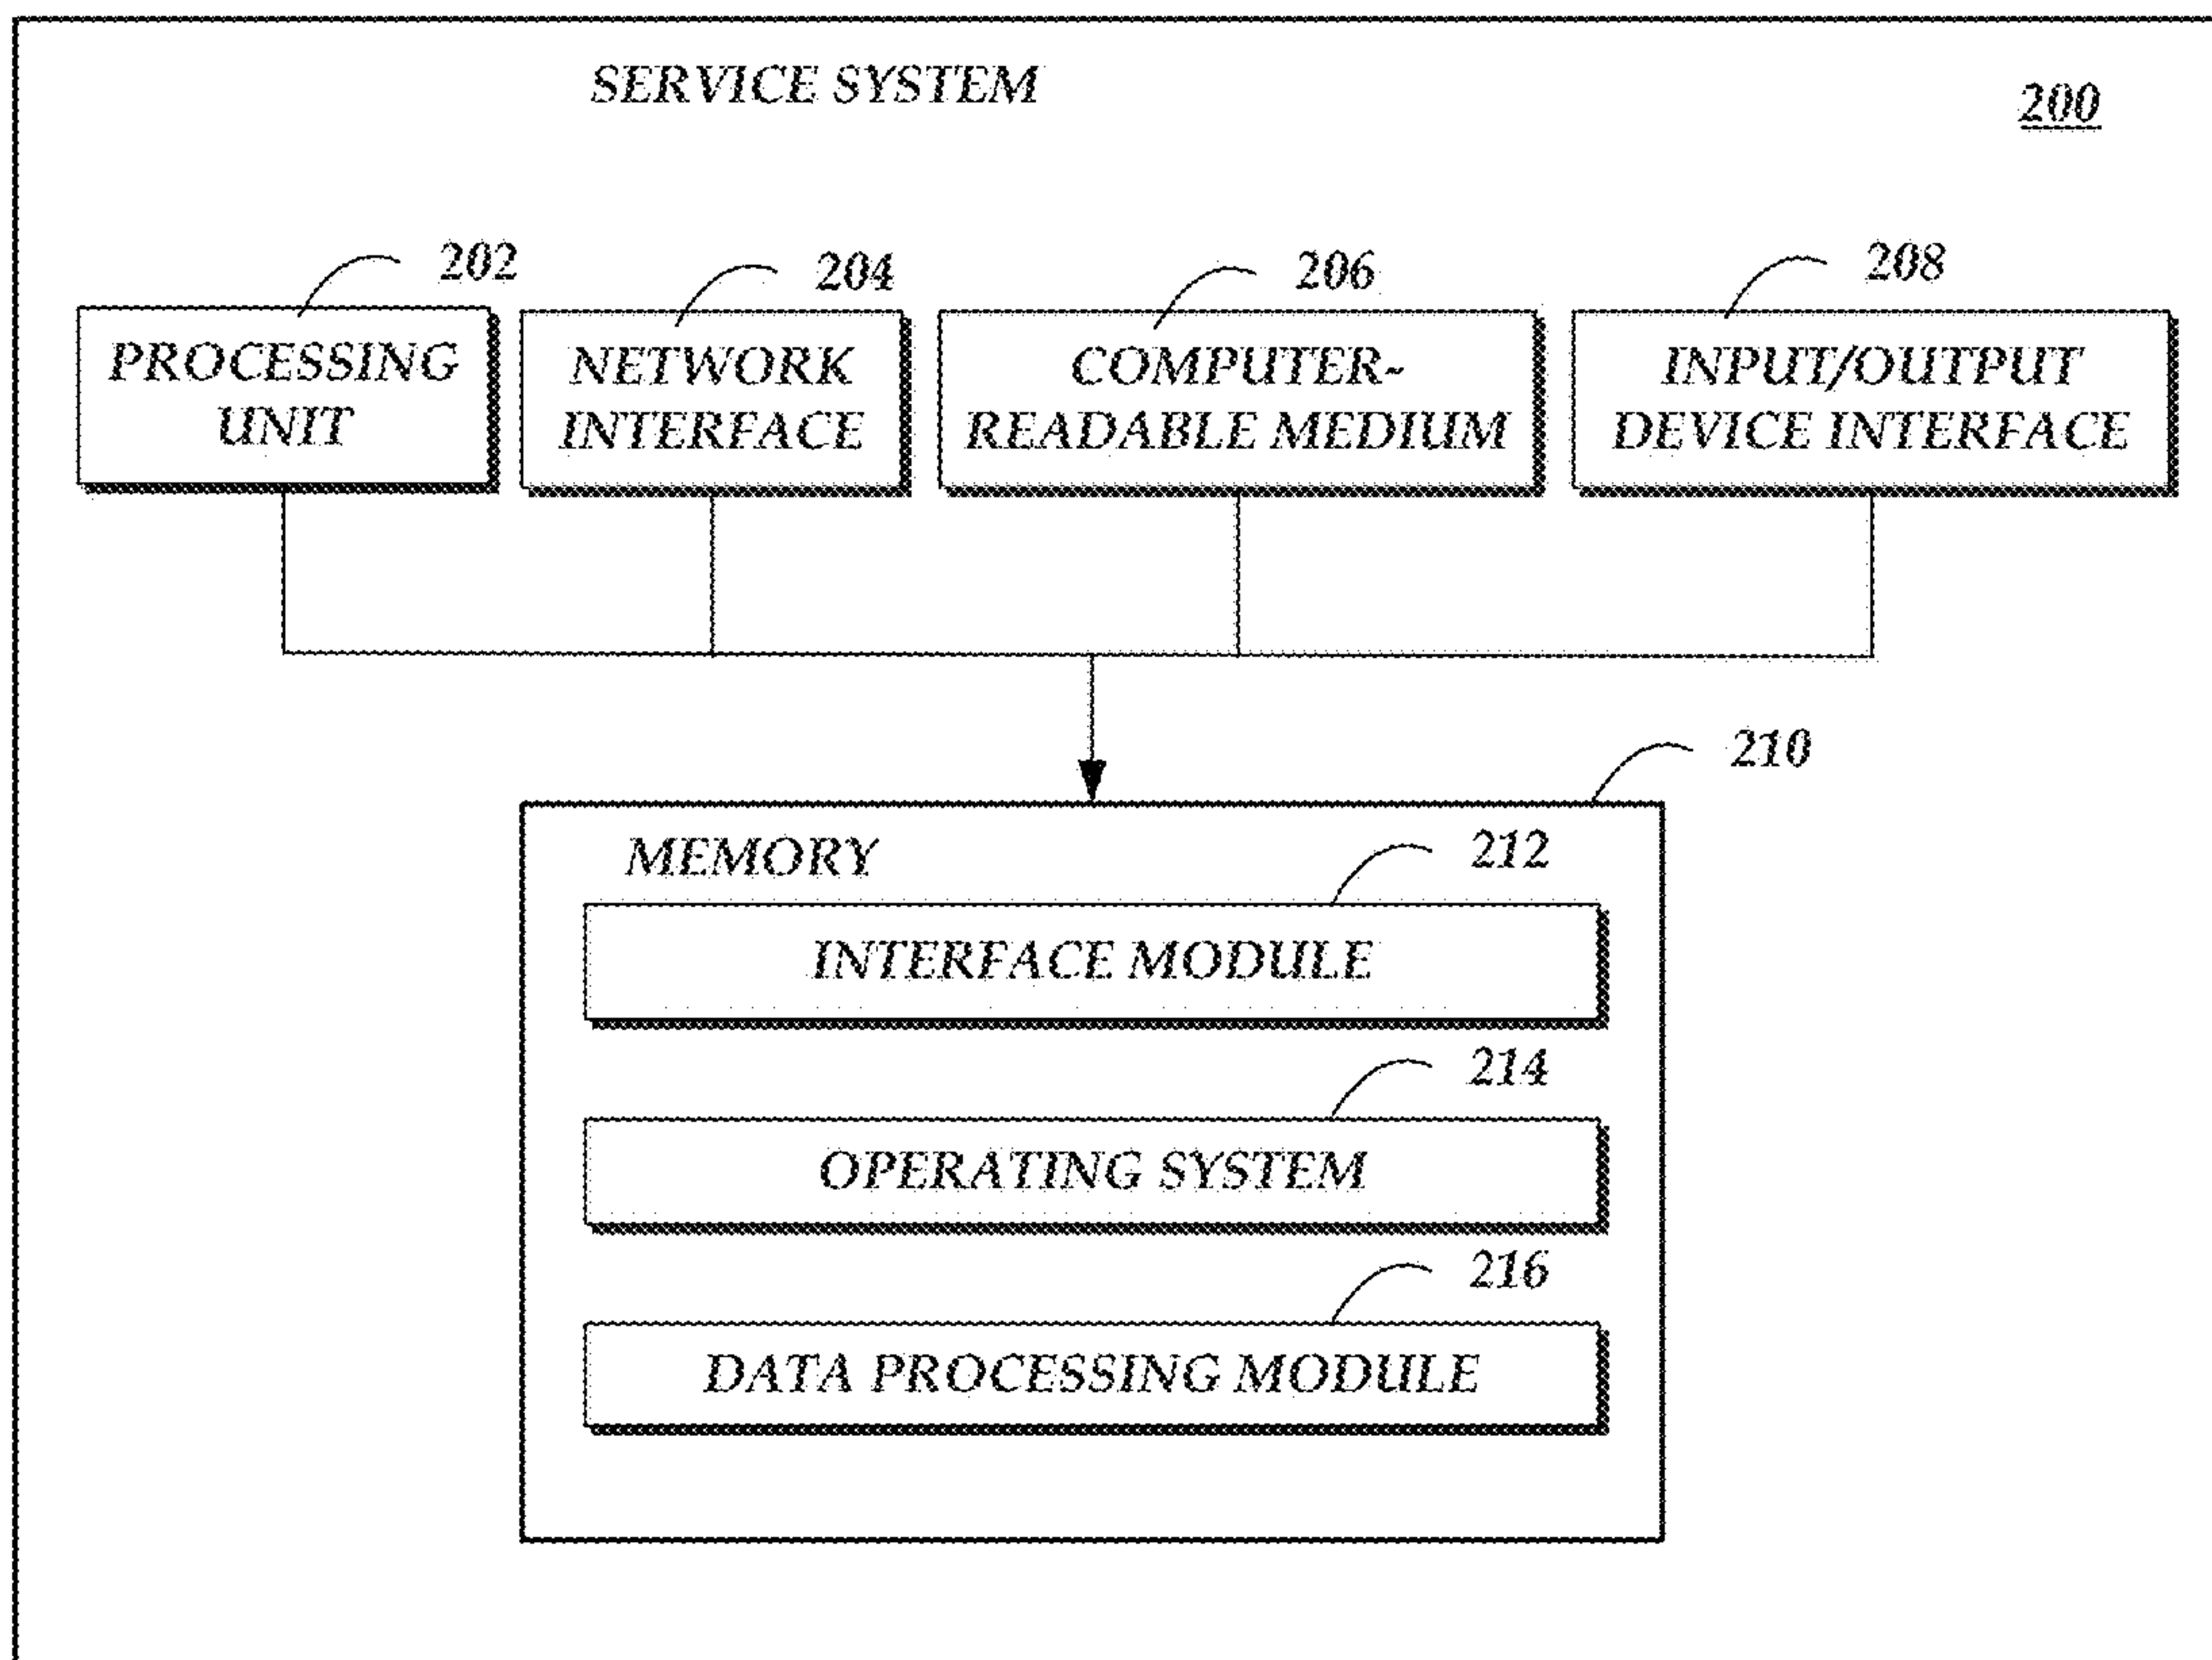 SERVICE SYSTEM
200
202
204
206
208
PROCESSING
UNIT
NETWORK
INTERFACE
COMPUTER-
READABLE MEDIUM
INPUT/OUTPUT
DEVICE INTERFACE
210
MEMORY
212
INTERFACE MODULE
214
OPERATING SYSTEM
216
DATA PROCESSING MODULE